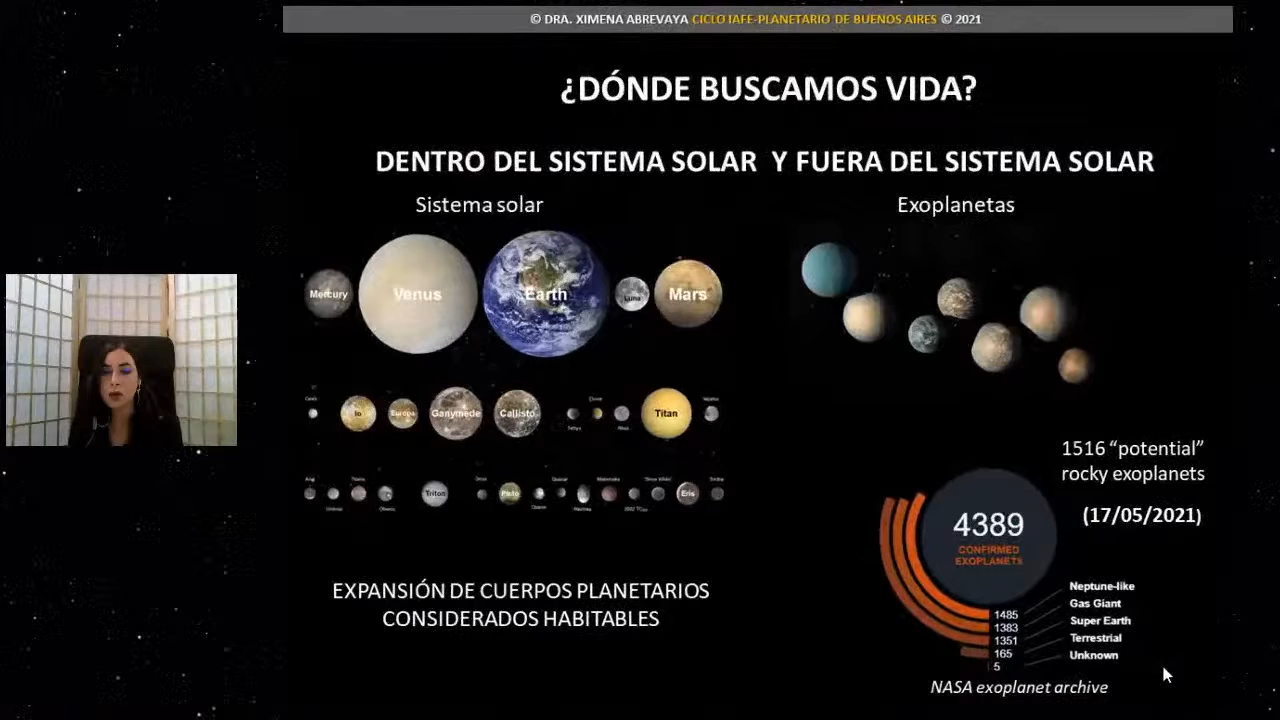 © DRA. XIMENA ABREVAYA CICLO IAFE-PLANETARIO DE BUENOS AIRES © 2021
¿DÓNDE BUSCAMOS VIDA?
DENTRO DEL SISTEMA SOLAR Y FUERA DEL SISTEMA SOLAR
Sistema solar
Exoplanetas
Mercury
Venus
Earth
Luna
Mars
Io
Europa
Ganymede
Callisto
Titan
Triton
Pluto
Eris
1516 “potential”
rocky exoplanets
(17/05/2021)
4389
CONFIRMED
EXOPLANETS
1485
1383
1351
165
5
Neptune-like
Gas Giant
Super Earth
Terrestrial
Unknown
NASA exoplanet archive
EXPANSIÓN DE CUERPOS PLANETARIOS
CONSIDERADOS HABITABLES